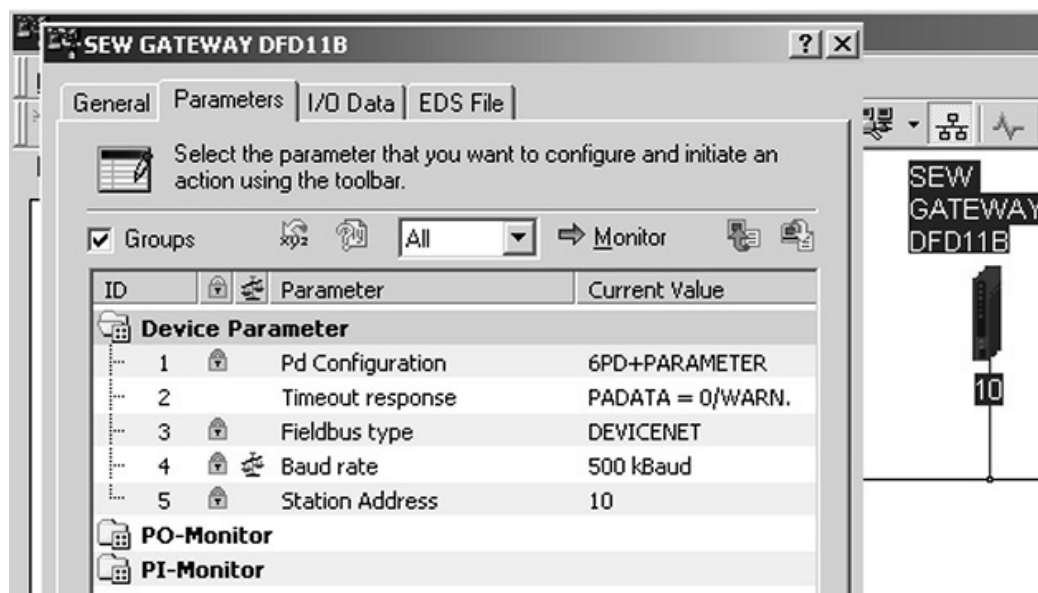 SEW GATEWAY DFD11B
General Parameters I/O Data EDS File
Select the parameter that you want to configure and initiate an
action using the toolbar.
Groups All Monitor
ID Parameter Current Value
Device Parameter
1 Pd Configuration 6PD+PARAMETER
2 Timeout response PADATA = 0/WARN.
3 Fieldbus type DEVICENET
4 Baud rate 500 kBaud
5 Station Address 10
PO-Monitor
PI-Monitor
SEW
GATEWAY
DFD11B
10